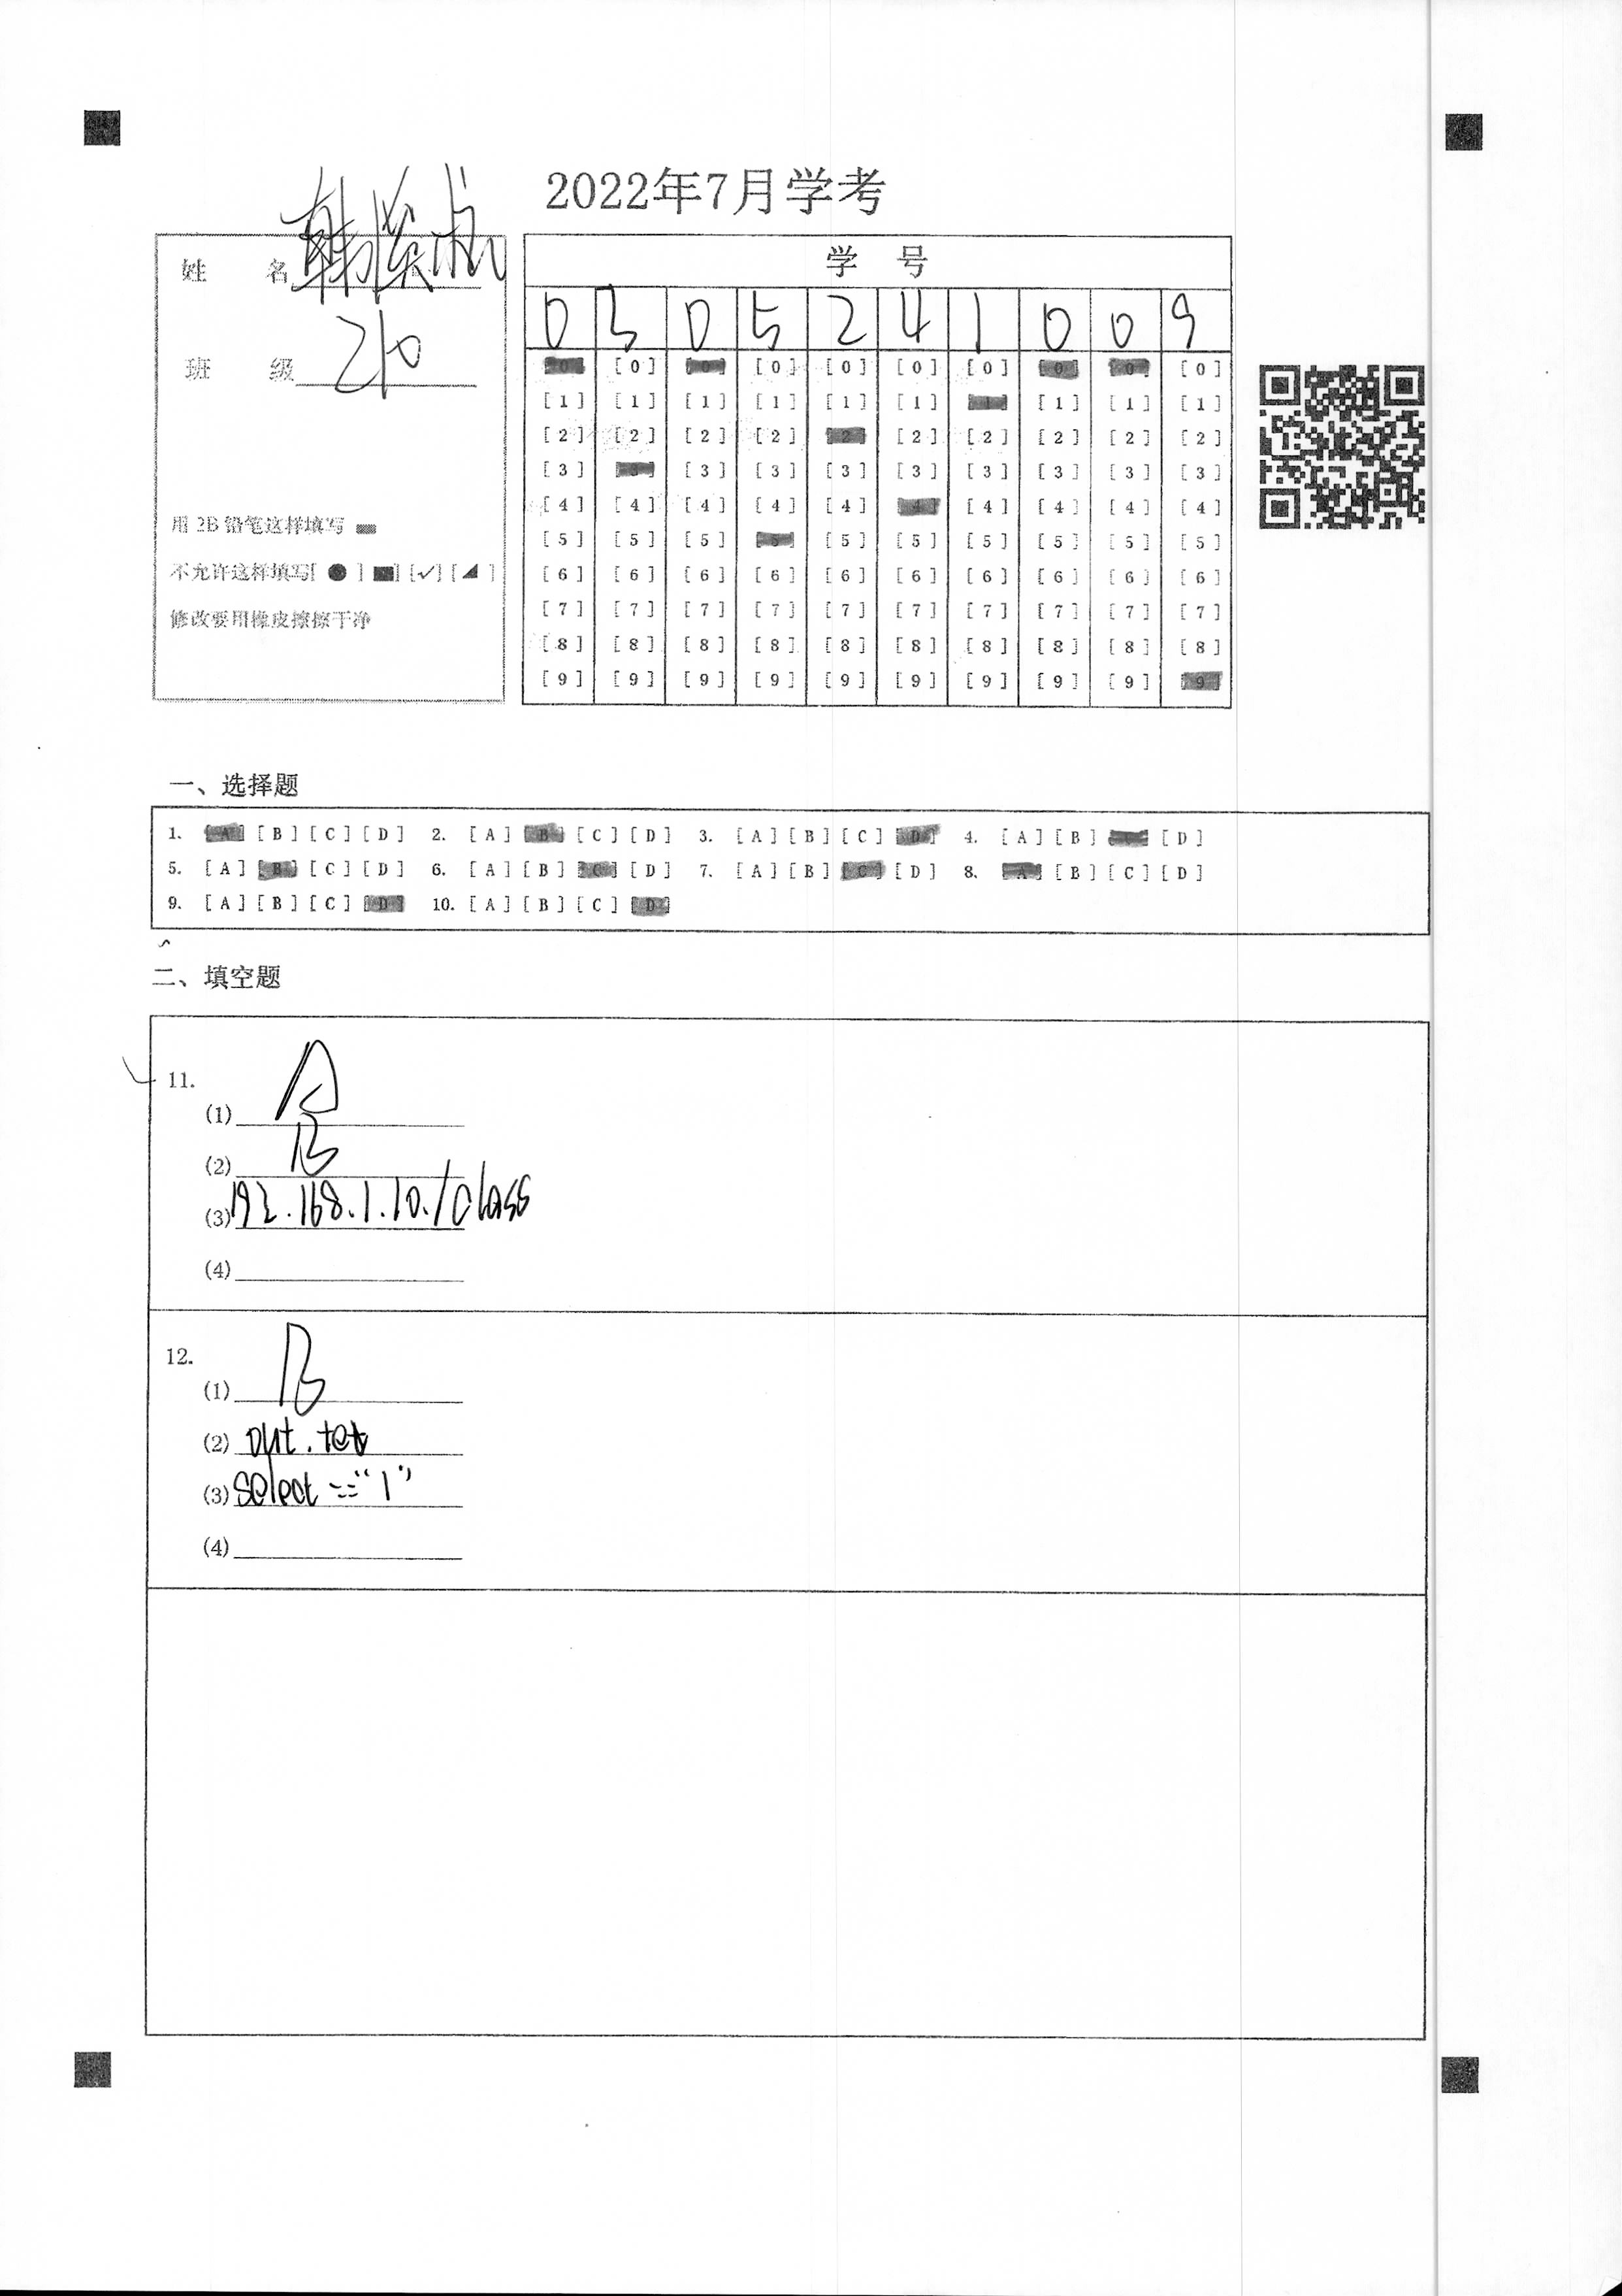 2022年7月学考
姓 名 韩
班 级 210
用 2B 铅笔这样填写
不允许这样填写[ ● ] [■] [✓] [◢ ]
修改要用橡皮擦擦干净
学 号
0 3 0 5 2 4 1 0 0 9
[0] [0] [0] [0] [0] [0] [0] [0] [0] [0]
[1] [1] [1] [1] [1] [1] [1] [1] [1] [1]
[2] [2] [2] [2] [2] [2] [2] [2] [2] [2]
[3] [3] [3] [3] [3] [3] [3] [3] [3] [3]
[4] [4] [4] [4] [4] [4] [4] [4] [4] [4]
[5] [5] [5] [5] [5] [5] [5] [5] [5] [5]
[6] [6] [6] [6] [6] [6] [6] [6] [6] [6]
[7] [7] [7] [7] [7] [7] [7] [7] [7] [7]
[8] [8] [8] [8] [8] [8] [8] [8] [8] [8]
[9] [9] [9] [9] [9] [9] [9] [9] [9] [9]
一、选择题
1. [A] [B] [C] [D] 2. [A] [B] [C] [D] 3. [A] [B] [C] [D] 4. [A] [B] [C] [D]
5. [A] [B] [C] [D] 6. [A] [B] [C] [D] 7. [A] [B] [C] [D] 8. [A] [B] [C] [D]
9. [A] [B] [C] [D] 10. [A] [B] [C] [D]
二、填空题
11.
(1) A
(2) B
(3) 192.168.1.10./class
(4)
12.
(1) B
(2) out.tet
(3) select =="1"
(4)